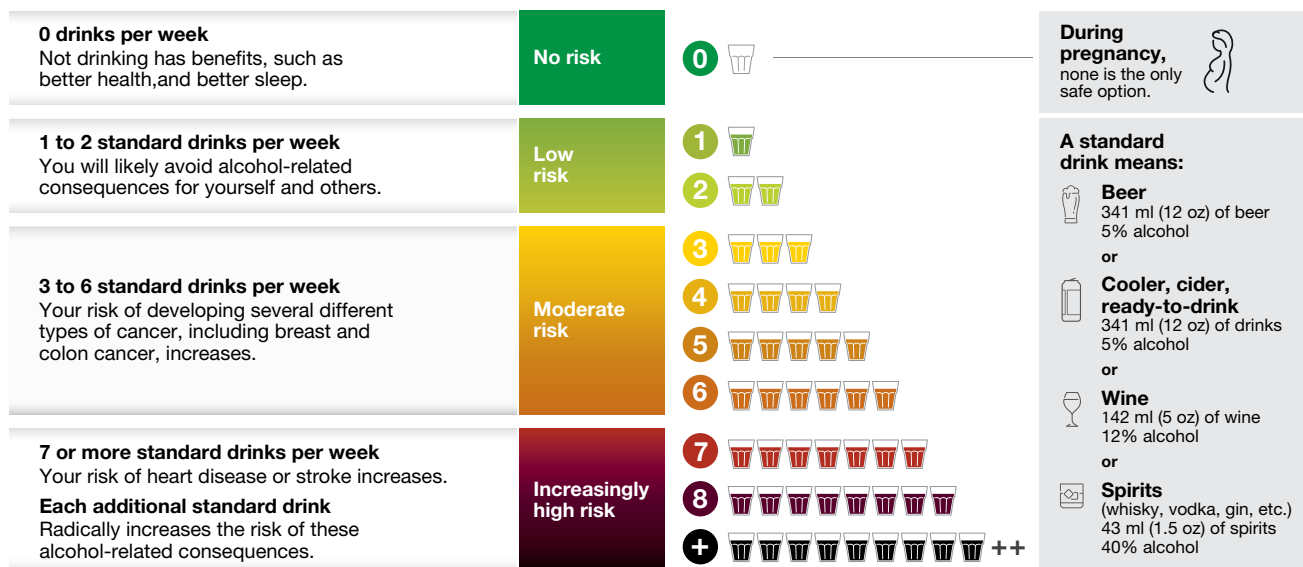 0 drinks per week
Not drinking has benefits, such as
better health,and better sleep.
No risk
0
During
pregnancy,
none is the only
safe option.
1 to 2 standard drinks per week
You will likely avoid alcohol-related
consequences for yourself and others.
Low
risk
1
2
3 to 6 standard drinks per week
Your risk of developing several different
types of cancer, including breast and
colon cancer, increases.
Moderate
risk
3
4
5
6
7 or more standard drinks per week
Your risk of heart disease or stroke increases.
Each additional standard drink
Radically increases the risk of these
alcohol-related consequences.
Increasingly
high risk
7
8
+
++
A standard
drink means:
Beer
341 ml (12 oz) of beer
5% alcohol
or
Cooler, cider,
ready-to-drink
341 ml (12 oz) of drinks
5% alcohol
or
Wine
142 ml (5 oz) of wine
12% alcohol
or
Spirits
(whisky, vodka, gin, etc.)
43 ml (1.5 oz) of spirits
40% alcohol